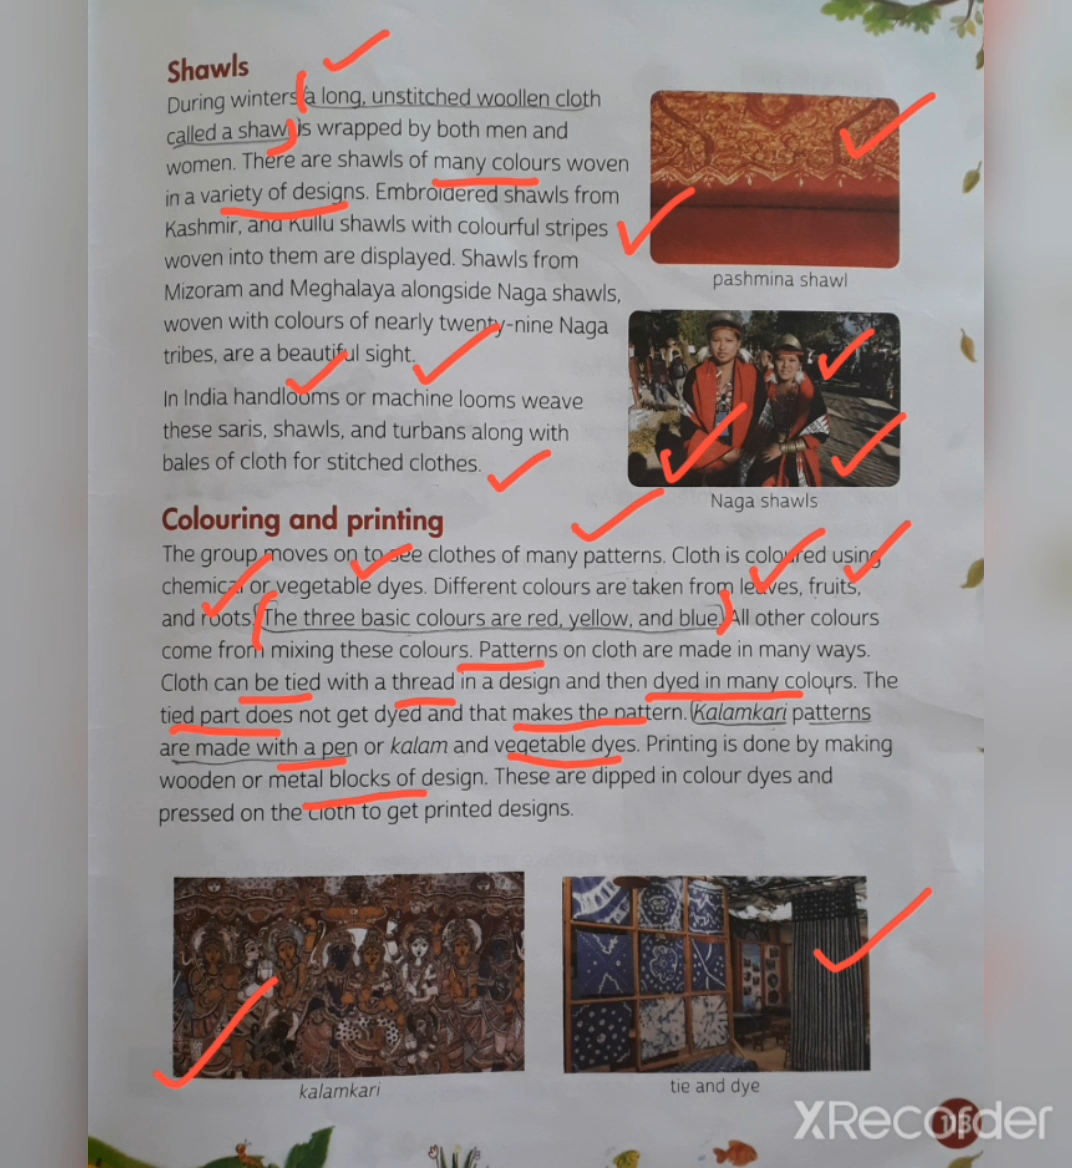 Shawls
During winters a long, unstitched woollen cloth
called a shawl is wrapped by both men and
women. There are shawls of many colours woven
in a variety of designs. Embroidered shawls from
Kashmir, and Kullu shawls with colourful stripes
woven into them are displayed. Shawls from
Mizoram and Meghalaya alongside Naga shawls,
woven with colours of nearly twenty-nine Naga
tribes, are a beautiful sight.
In India handlooms or machine looms weave
these saris, shawls, and turbans along with
bales of cloth for stitched clothes.
pashmina shawl
Naga shawls
Colouring and printing
The group moves on to see clothes of many patterns. Cloth is coloured using
chemical or vegetable dyes. Different colours are taken from leaves, fruits,
and roots. The three basic colours are red, yellow, and blue. All other colours
come from mixing these colours. Patterns on cloth are made in many ways.
Cloth can be tied with a thread in a design and then dyed in many colours. The
tied part does not get dyed and that makes the pattern. Kalamkari patterns
are made with a pen or kalam and vegetable dyes. Printing is done by making
wooden or metal blocks of design. These are dipped in colour dyes and
pressed on the cloth to get printed designs.
kalamkari
tie and dye
113
XRecorder